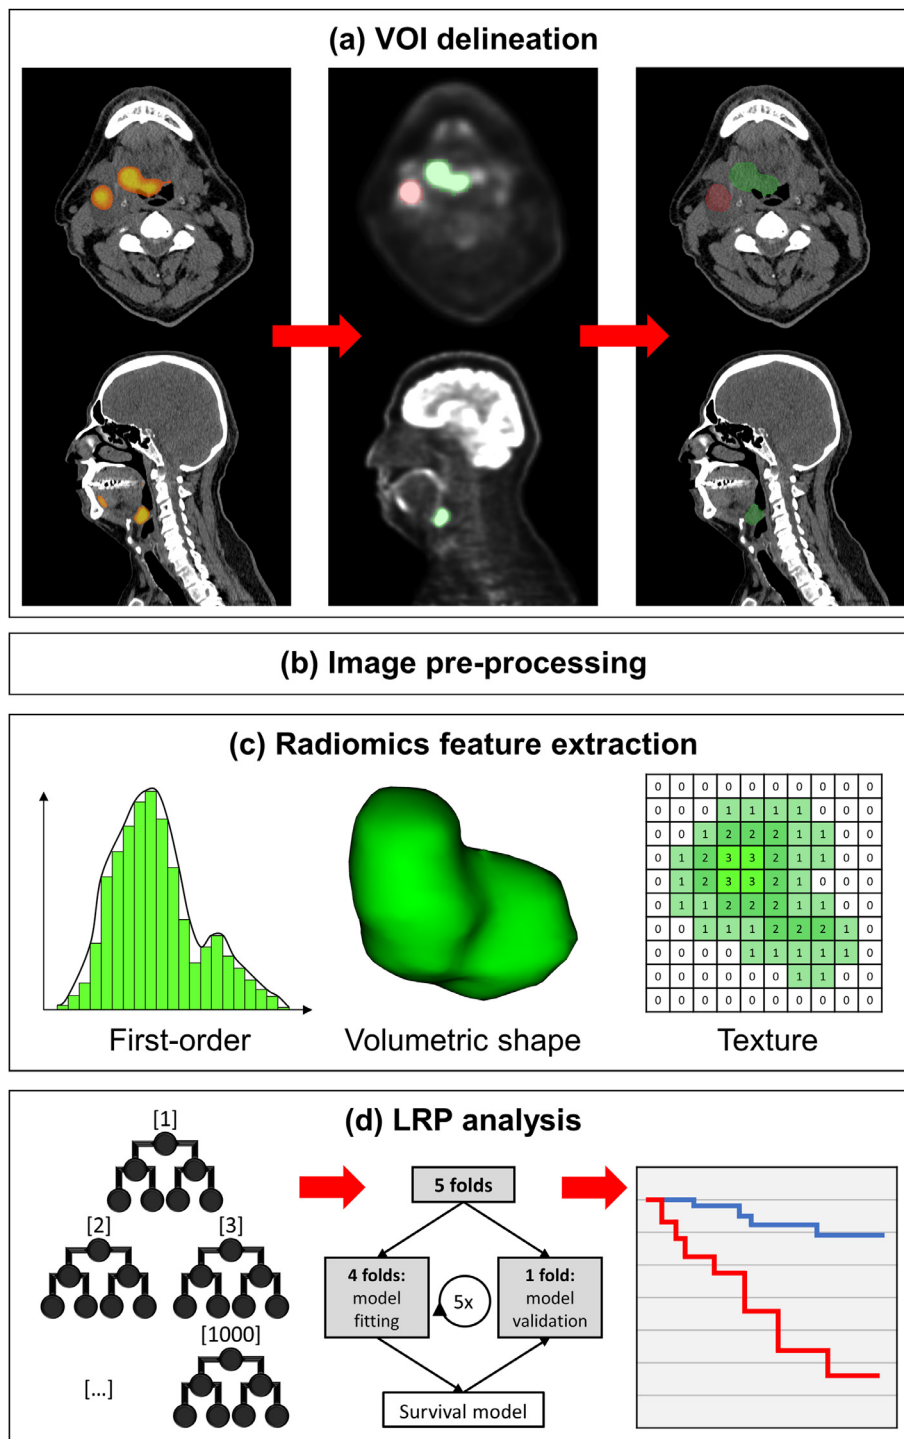 (a) VOI delineation
(b) Image pre-processing
(c) Radiomics feature extraction
0 0 0 0 0 0 0 0 0 0
0 0 0 1 1 1 1 0 0 0
0 0 1 2 2 2 1 1 0 0
0 1 2 3 3 2 1 1 0 0
0 1 2 3 3 2 1 0 0 0
0 1 1 2 2 2 1 1 0 0
0 0 1 1 1 2 2 2 1 0
0 0 0 0 1 1 1 1 1 0
0 0 0 0 0 0 1 1 0 0
0 0 0 0 0 0 0 0 0 0
First-order
Volumetric shape
Texture
(d) LRP analysis
[1]
[2]
[3]
[...]
[1000]
5 folds
4 folds:
model
fitting
5x
1 fold:
model
validation
Survival model